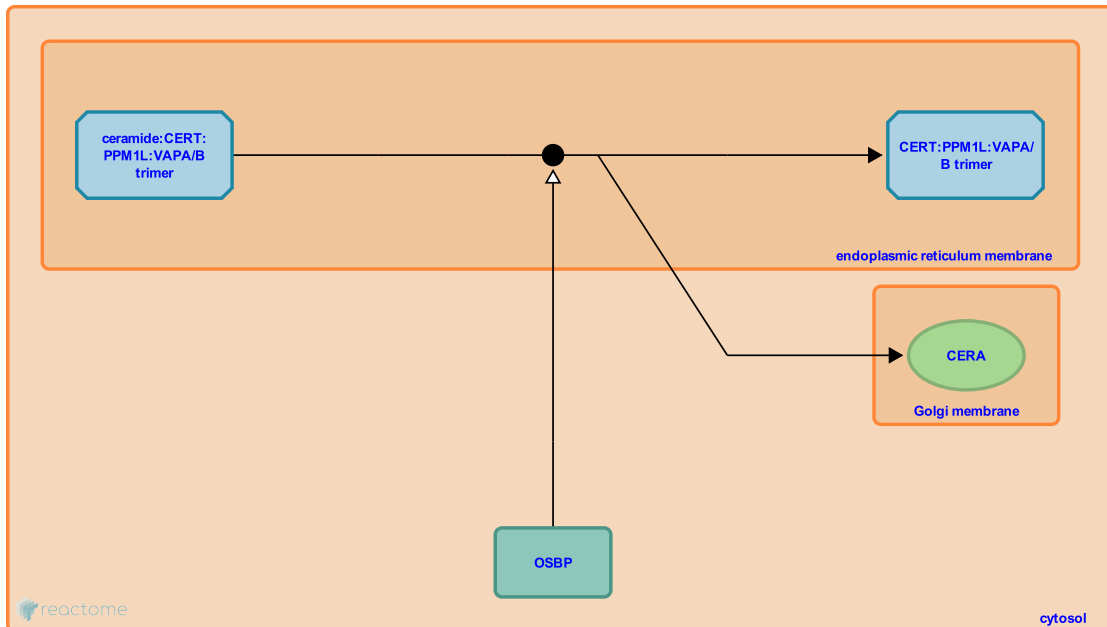 ceramide:CERT:
PPM1L:VAPA/B
trimer
CERT:PPM1L:VAPA/
B trimer
endoplasmic reticulum membrane
CERA
Golgi membrane
OSBP
reactome
cytosol